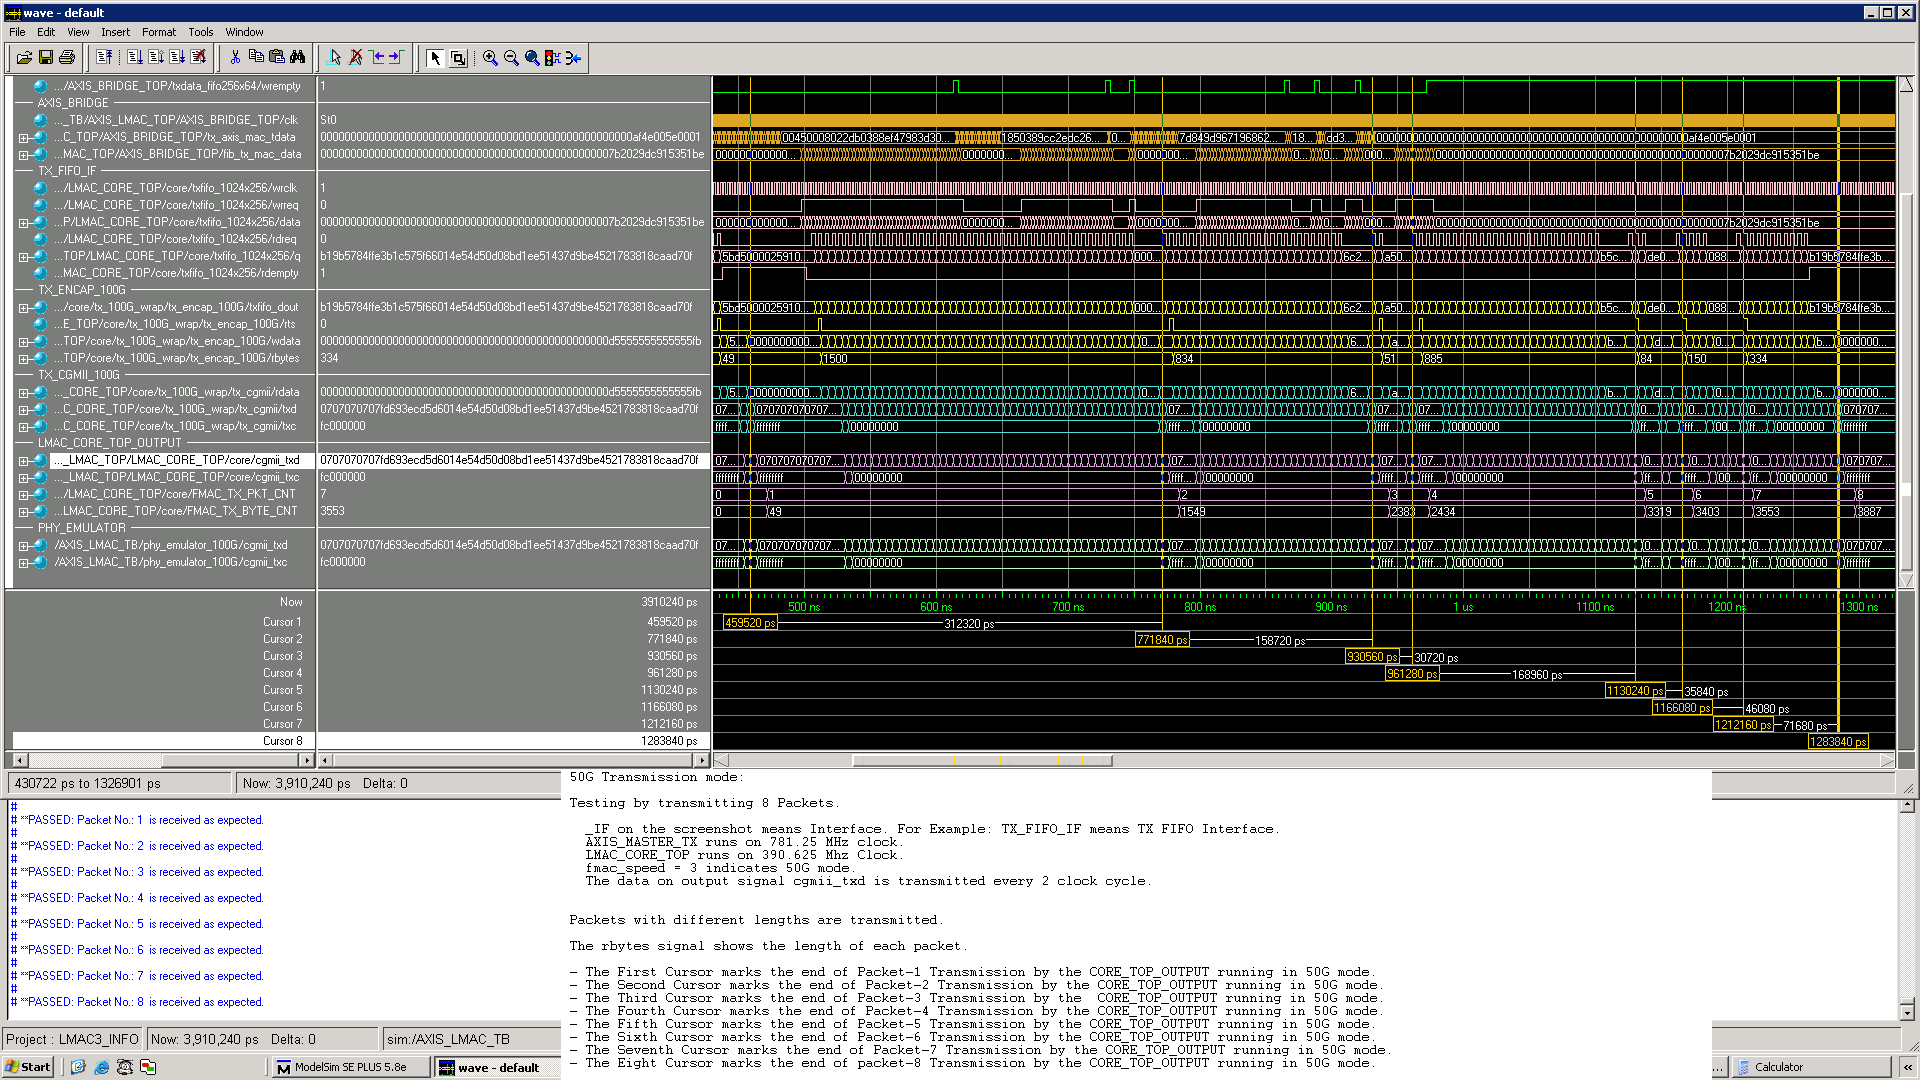 wave - default
File Edit View Insert Format Tools Window
.../AXIS_BRIDGE_TOP/txdata_fifo256x64/wrempty 1
AXIS_BRIDGE
..._TB/AXIS_LMAC_TOP/AXIS_BRIDGE_TOP/clk St0
...C_TOP/AXIS_BRIDGE_TOP/tx_axis_mac_tdata
...MAC_TOP/AXIS_BRIDGE_TOP/fib_tx_mac_data
TX_FIFO_IF
.../LMAC_CORE_TOP/core/txfifo_1024x256/wrclk 1
.../LMAC_CORE_TOP/core/txfifo_1024x256/wrreq 0
...P/LMAC_CORE_TOP/core/txfifo_1024x256/data
.../LMAC_CORE_TOP/core/txfifo_1024x256/rdreq 0
...TOP/LMAC_CORE_TOP/core/txfifo_1024x256/q b19b5784ffe3b1c575f66014e54d50d08bd1ee51437d9be4521783818caad70f
...MAC_CORE_TOP/core/txfifo_1024x256/rdempty 1
TX_ENCAP_100G
.../core/tx_100G_wrap/tx_encap_100G/txfifo_dout b19b5784ffe3b1c575f66014e54d50d08bd1ee51437d9be4521783818caad70f
...E_TOP/core/tx_100G_wrap/tx_encap_100G/rts 0
...TOP/core/tx_100G_wrap/tx_encap_100G/wdata
...TOP/core/tx_100G_wrap/tx_encap_100G/rbytes 334
49 1500 834 51 885 84 150 334
TX_CGMII_100G
..._CORE_TOP/core/tx_100G_wrap/tx_cgmii/rdata
...C_CORE_TOP/core/tx_100G_wrap/tx_cgmii/txd 0707070707fd693ecd5d6014e54d50d08bd1ee51437d9be4521783818caad70f
...C_CORE_TOP/core/tx_100G_wrap/tx_cgmii/txc fc000000
LMAC_CORE_TOP_OUTPUT
..._LMAC_TOP/LMAC_CORE_TOP/core/cgmii_txd 0707070707fd693ecd5d6014e54d50d08bd1ee51437d9be4521783818caad70f
..._LMAC_TOP/LMAC_CORE_TOP/core/cgmii_txc fc000000
.../LMAC_CORE_TOP/core/FMAC_TX_PKT_CNT 7
0 1 2 3 4 5 6 7 8
...LMAC_CORE_TOP/core/FMAC_TX_BYTE_CNT 3553
0 49 1549 2383 2434 3319 3403 3553 3887
PHY_EMULATOR
/AXIS_LMAC_TB/phy_emulator_100G/cgmii_txd 0707070707fd693ecd5d6014e54d50d08bd1ee51437d9be4521783818caad70f
/AXIS_LMAC_TB/phy_emulator_100G/cgmii_txc fc000000
Now 3910240 ps 500 ns 600 ns 700 ns 800 ns 900 ns 1 us 1100 ns 1200 ns 1300 ns
Cursor 1 459520 ps 459520 ps 312320 ps
Cursor 2 771840 ps 771840 ps 158720 ps
Cursor 3 930560 ps 930560 ps 30720 ps
Cursor 4 961280 ps 961280 ps 168960 ps
Cursor 5 1130240 ps 1130240 ps 35840 ps
Cursor 6 1166080 ps 1166080 ps 46080 ps
Cursor 7 1212160 ps 1212160 ps 71680 ps
Cursor 8 1283840 ps 1283840 ps
430722 ps to 1326901 ps Now: 3,910,240 ps Delta: 0
#
# **PASSED: Packet No.: 1 is received as expected.
#
# **PASSED: Packet No.: 2 is received as expected.
#
# **PASSED: Packet No.: 3 is received as expected.
#
# **PASSED: Packet No.: 4 is received as expected.
#
# **PASSED: Packet No.: 5 is received as expected.
#
# **PASSED: Packet No.: 6 is received as expected.
#
# **PASSED: Packet No.: 7 is received as expected.
#
# **PASSED: Packet No.: 8 is received as expected.
50G Transmission mode:
Testing by transmitting 8 Packets.
_IF on the screenshot means Interface. For Example: TX_FIFO_IF means TX FIFO Interface.
AXIS_MASTER_TX runs on 781.25 MHz clock.
LMAC_CORE_TOP runs on 390.625 Mhz Clock.
fmac_speed = 3 indicates 50G mode.
The data on output signal cgmii_txd is transmitted every 2 clock cycle.
Packets with different lengths are transmitted.
The rbytes signal shows the length of each packet.
- The First Cursor marks the end of Packet-1 Transmission by the CORE_TOP_OUTPUT running in 50G mode.
- The Second Cursor marks the end of Packet-2 Transmission by the CORE_TOP_OUTPUT running in 50G mode.
- The Third Cursor marks the end of Packet-3 Transmission by the  CORE_TOP_OUTPUT running in 50G mode.
- The Fourth Cursor marks the end of Packet-4 Transmission by the CORE_TOP_OUTPUT running in 50G mode.
- The Fifth Cursor marks the end of Packet-5 Transmission by the CORE_TOP_OUTPUT running in 50G mode.
- The Sixth Cursor marks the end of Packet-6 Transmission by the CORE_TOP_OUTPUT running in 50G mode.
- The Seventh Cursor marks the end of Packet-7 Transmission by the CORE_TOP_OUTPUT running in 50G mode.
- The Eight Cursor marks the end of packet-8 Transmission by the CORE_TOP_OUTPUT running in 50G mode.
Project : LMAC3_INFO Now: 3,910,240 ps Delta: 0 sim:/AXIS_LMAC_TB
Start ModelSim SE PLUS 5.8e wave - default ... Calculator «